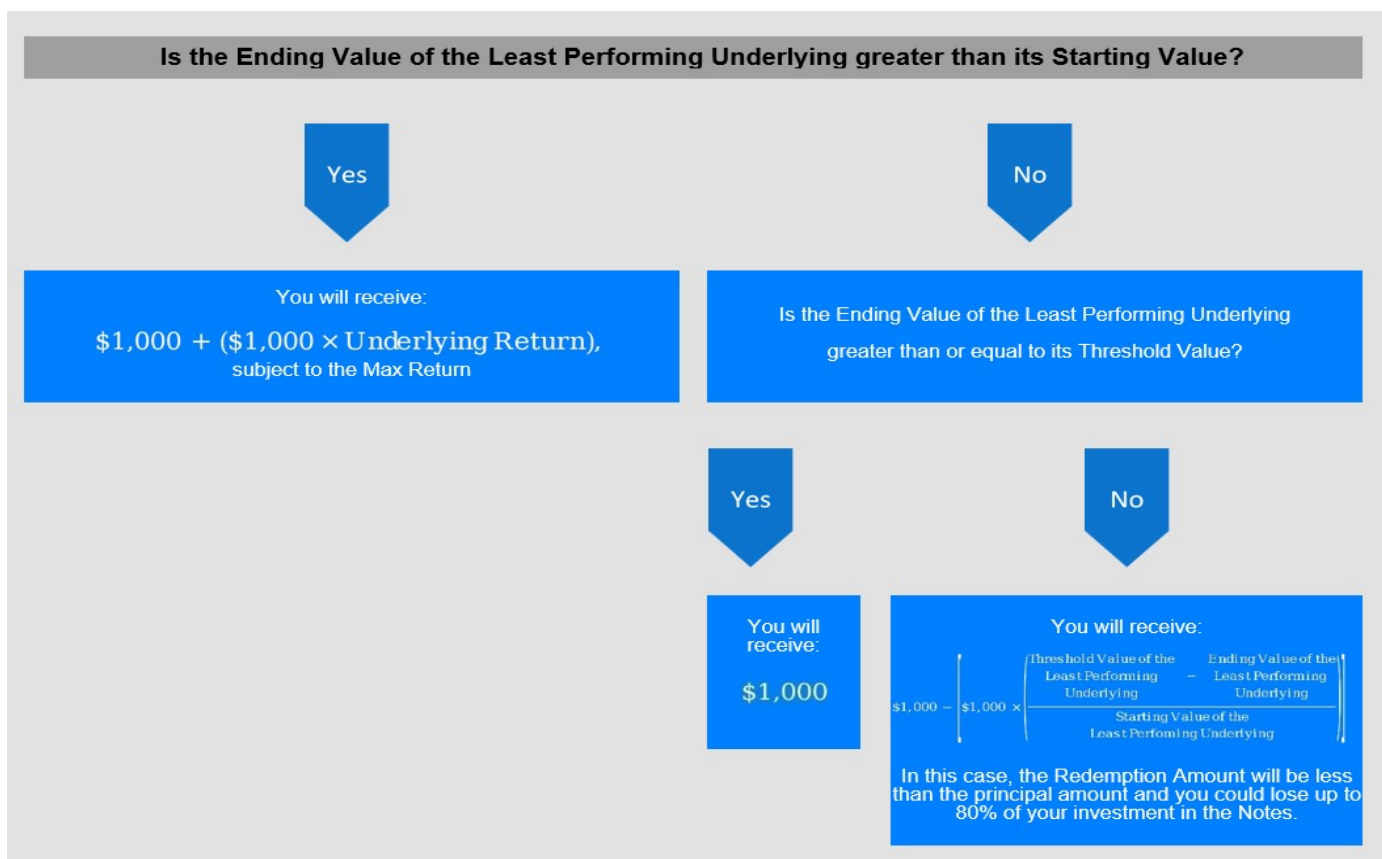 Is the Ending Value of the Least Performing Underlying greater than its Starting Value?
Yes
No
You will receive:
$1,000 + ($1,000 × Underlying Return),
subject to the Max Return
Is the Ending Value of the Least Performing Underlying
greater than or equal to its Threshold Value?
Yes
No
You will
receive:
$1,000
You will receive:
$1,000 − [$1,000 × (
Threshold Value of the
Least Performing
Underlying
−
Ending Value of the
Least Performing
Underlying
Starting Value of the
Least Perfoming Underlying
)]
In this case, the Redemption Amount will be less
than the principal amount and you could lose up to
80% of your investment in the Notes.